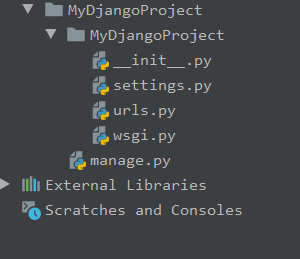 MyDjangoProject
MyDjangoProject
__init__.py
settings.py
urls.py
wsgi.py
manage.py
External Libraries
Scratches and Consoles